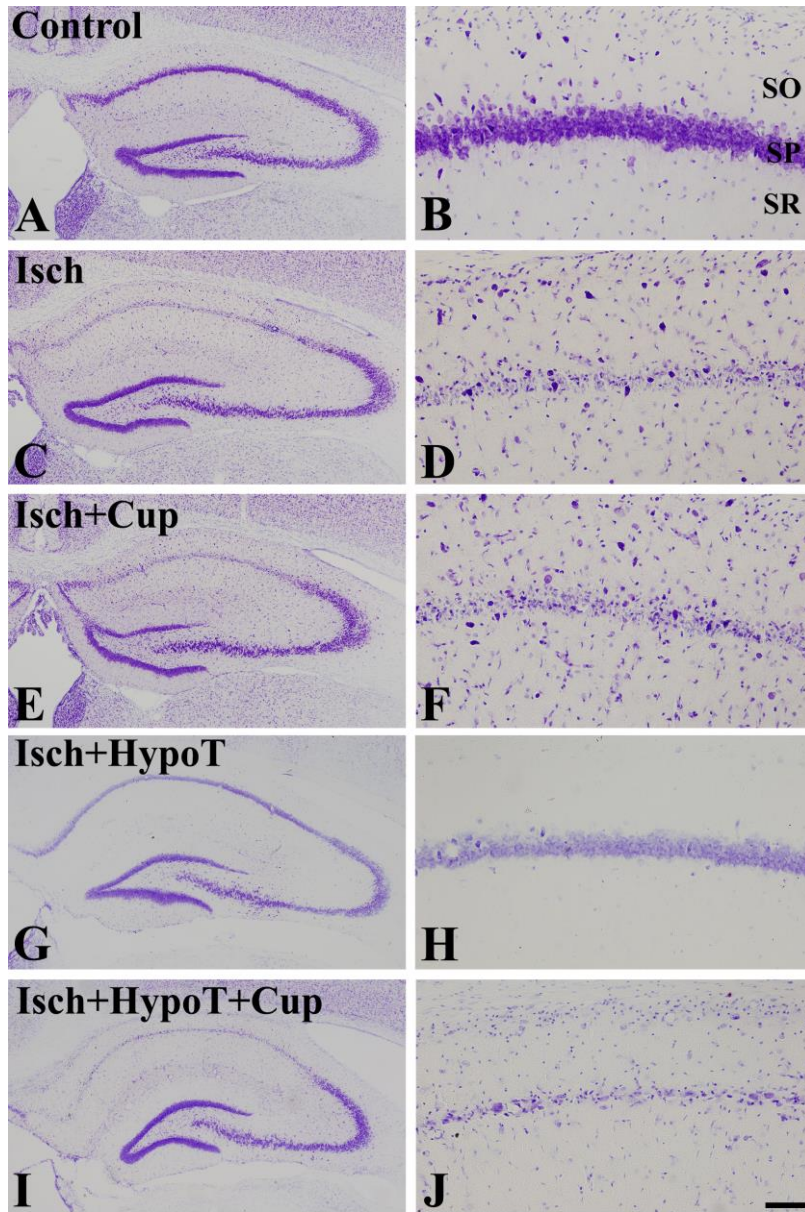 Control
A
SO
SP
SR
B
Isch
C
D
Isch+Cup
E
F
Isch+HypoT
G
H
Isch+HypoT+Cup
I
J